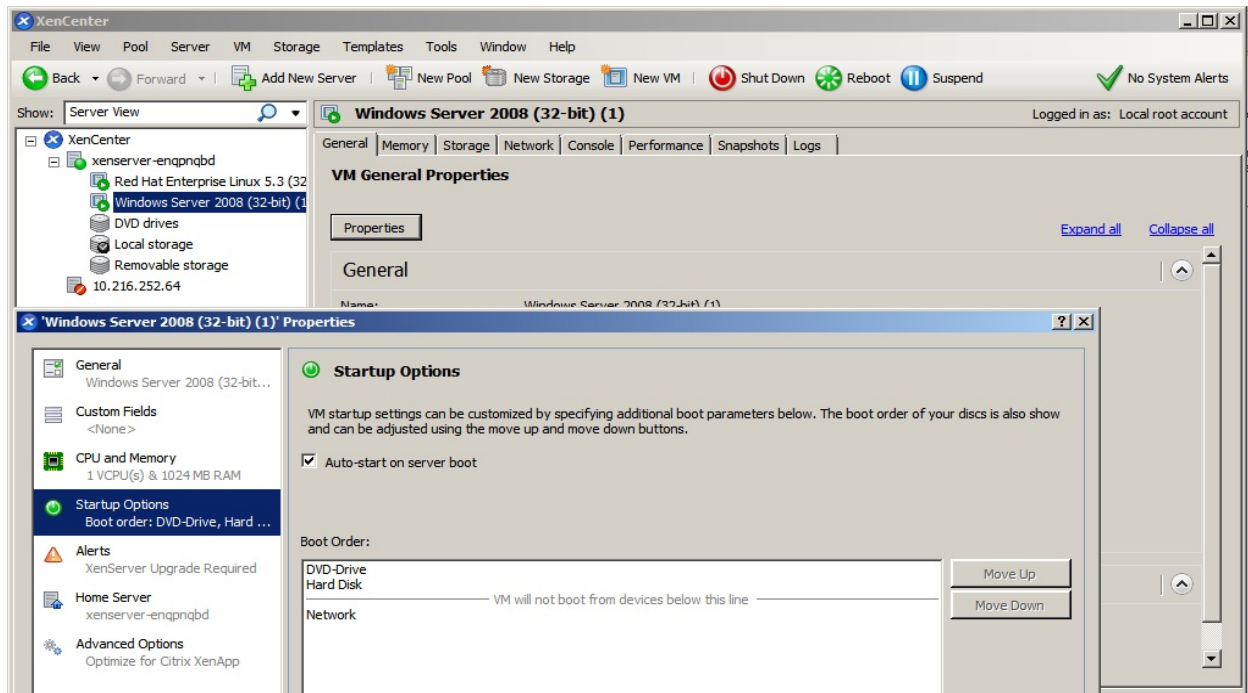 XenCenter
File View Pool Server VM Storage Templates Tools Window Help
Back Forward Add New Server New Pool New Storage New VM Shut Down Reboot Suspend No System Alerts
Show: Server View
Windows Server 2008 (32-bit) (1) Logged in as: Local root account
XenCenter
xenserver-enqpnqbd
Red Hat Enterprise Linux 5.3 (32
Windows Server 2008 (32-bit) (1
DVD drives
Local storage
Removable storage
10.216.252.64
General Memory Storage Network Console Performance Snapshots Logs
VM General Properties
Properties Expand all Collapse all
General
Name: Windows Server 2008 (32-bit) (1)
'Windows Server 2008 (32-bit) (1)' Properties
General
Windows Server 2008 (32-bit...
Custom Fields
<None>
CPU and Memory
1 VCPU(s) & 1024 MB RAM
Startup Options
Boot order: DVD-Drive, Hard ...
Alerts
XenServer Upgrade Required
Home Server
xenserver-enqpnqbd
Advanced Options
Optimize for Citrix XenApp
Startup Options
VM startup settings can be customized by specifying additional boot parameters below. The boot order of your discs is also show
and can be adjusted using the move up and move down buttons.
Auto-start on server boot
Boot Order:
DVD-Drive
Hard Disk
VM will not boot from devices below this line
Network
Move Up
Move Down